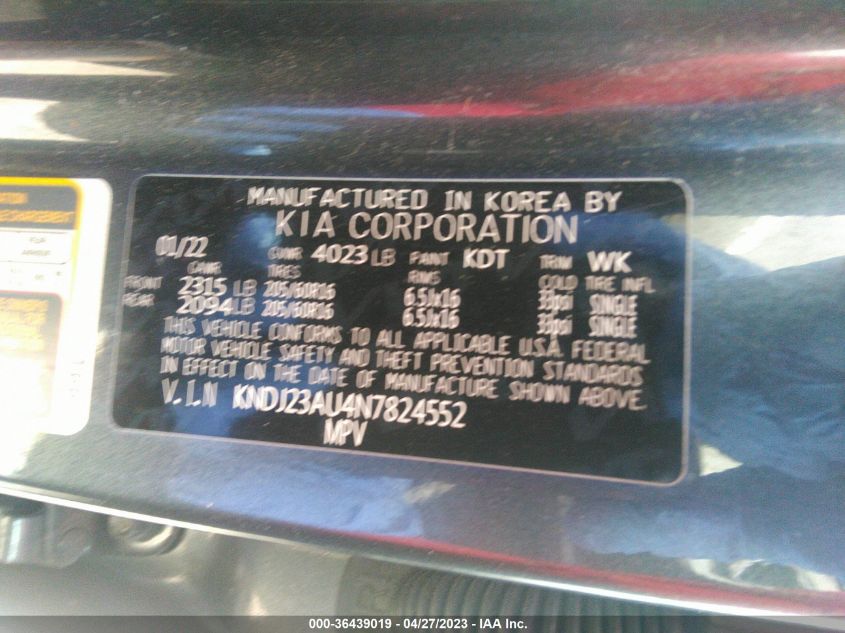 MANUFACTURED IN KOREA BY
KIA CORPORATION
01/22 GVWR 4023 LB PAINT KDT TRIM WK
GAWR TIRES RIMS COLD TIRE INFL
FRONT 2315 LB 205/60R16 6.5Jx16 33psi SINGLE
REAR 2094 LB 205/60R16 6.5Jx16 33psi SINGLE
THIS VEHICLE CONFORMS TO ALL APPLICABLE U.S.A. FEDERAL
MOTOR VEHICLE SAFETY AND THEFT PREVENTION STANDARDS
IN EFFECT ON THE DATE OF MANUFACTURE SHOWN ABOVE.
V.I.N KNDJ23AU4N7824552
MPV
000-36439019 - 04/27/2023 - IAA Inc.